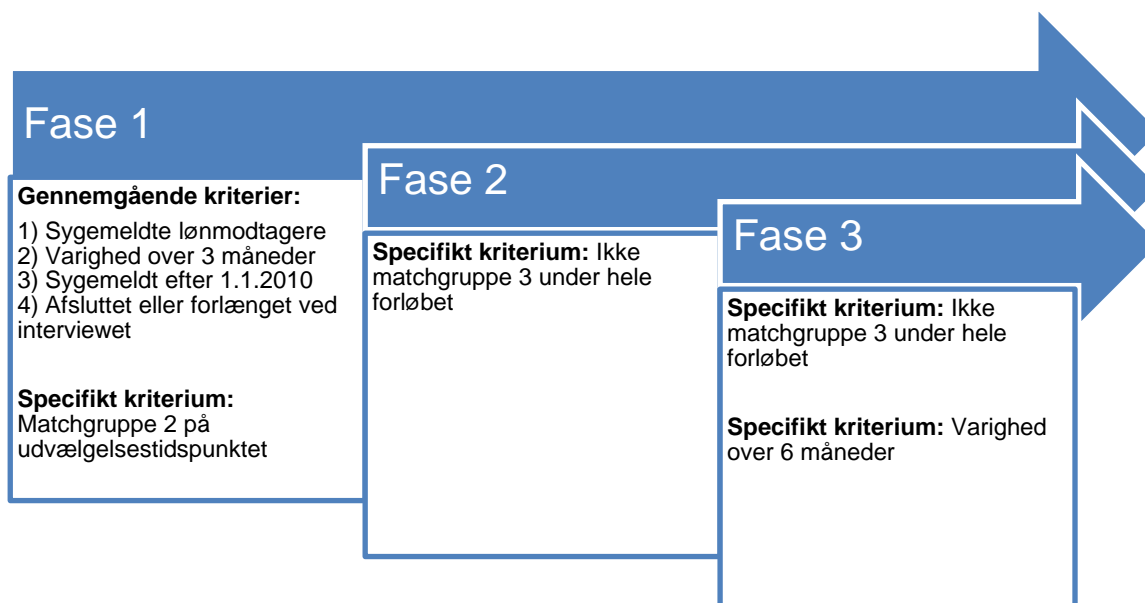 Fase 1
Gennemgående kriterier:
1) Sygemeldte lønmodtagere
2) Varighed over 3 måneder
3) Sygemeldt efter 1.1.2010
4) Afsluttet eller forlænget ved
interviewet
Specifikt kriterium:
Matchgruppe 2 på
udvælgelsestidspunktet
Fase 2
Specifikt kriterium: Ikke
matchgruppe 3 under hele
forløbet
Fase 3
Specifikt kriterium: Ikke
matchgruppe 3 under hele
forløbet
Specifikt kriterium: Varighed
over 6 måneder